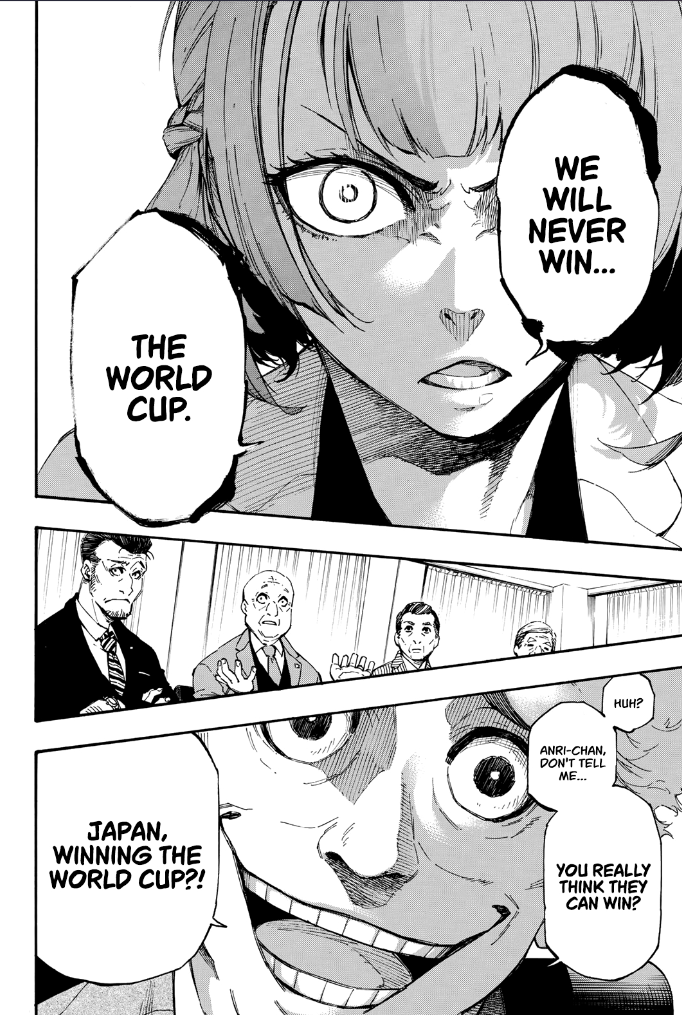 WE
WILL
NEVER
WIN...
THE
WORLD
CUP.
HUH?
ANRI-CHAN,
DON'T TELL
ME...
YOU REALLY
THINK THEY
CAN WIN?
JAPAN,
WINNING THE
WORLD CUP?!